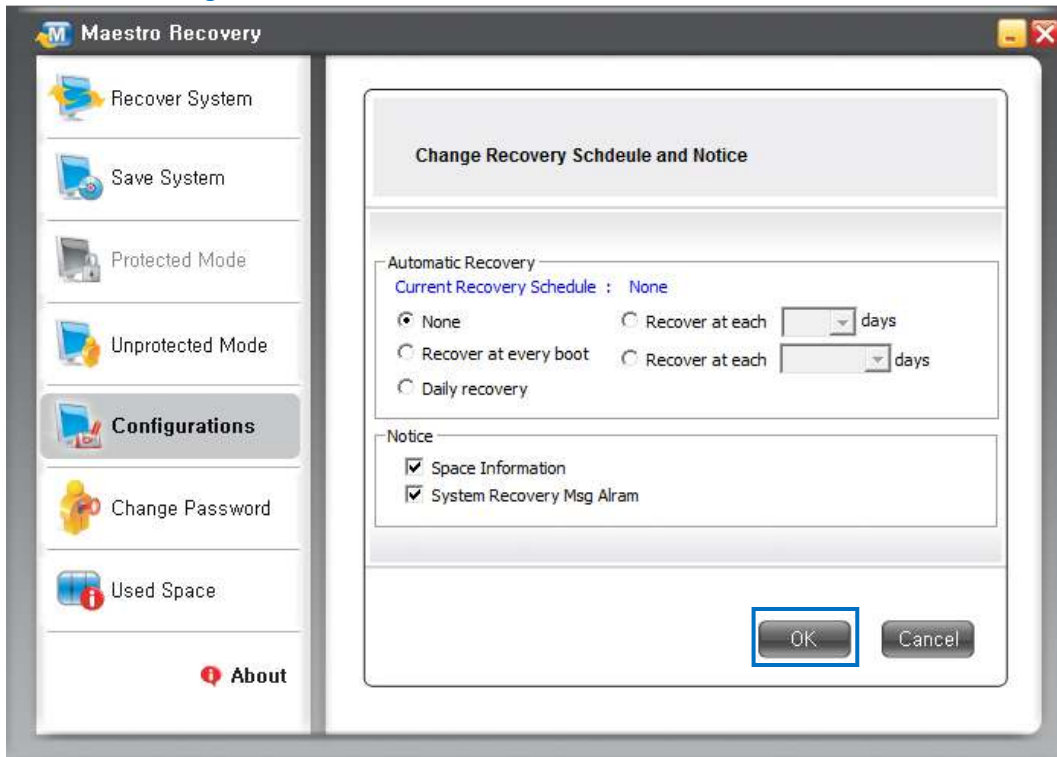 Maestro Recovery
Recover System
Save System
Protected Mode
Unprotected Mode
Configurations
Change Password
Used Space
About
Change Recovery Schdeule and Notice
Automatic Recovery
Current Recovery Schedule : None
None
Recover at each days
Recover at every boot
Recover at each days
Daily recovery
Notice
Space Information
System Recovery Msg Alram
OK
Cancel